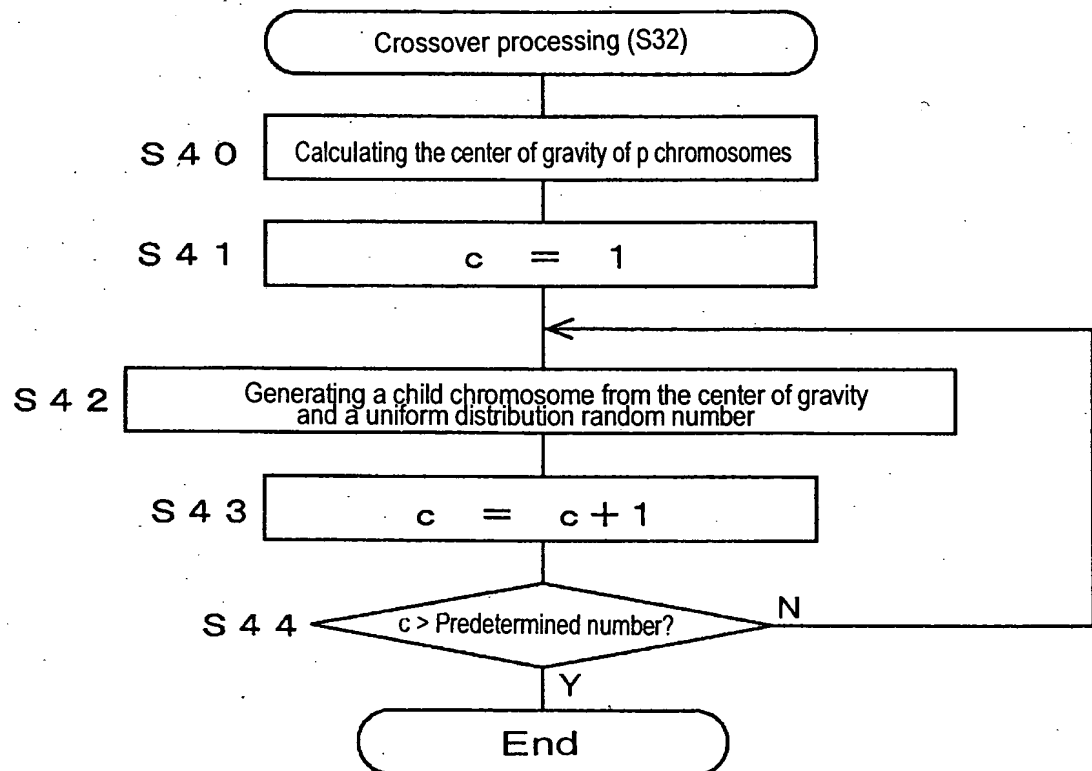 Crossover processing (S32)
S40
Calculating the center of gravity of p chromosomes
S41
c = 1
S42
Generating a child chromosome from the center of gravity
and a uniform distribution random number
S43
c = c+1
S44
c > Predetermined number?
N
Y
End